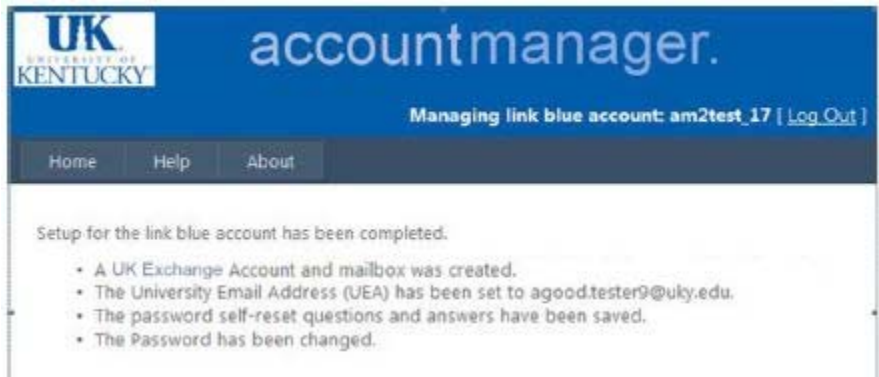 UK
UNIVERSITY OF
KENTUCKY
accountmanager.
Managing link blue account: am2test_17 [ Log Out ]
Home Help About
Setup for the link blue account has been completed.
• A UK Exchange Account and mailbox was created.
• The University Email Address (UEA) has been set to agood.tester9@uky.edu.
• The password self-reset questions and answers have been saved.
• The Password has been changed.